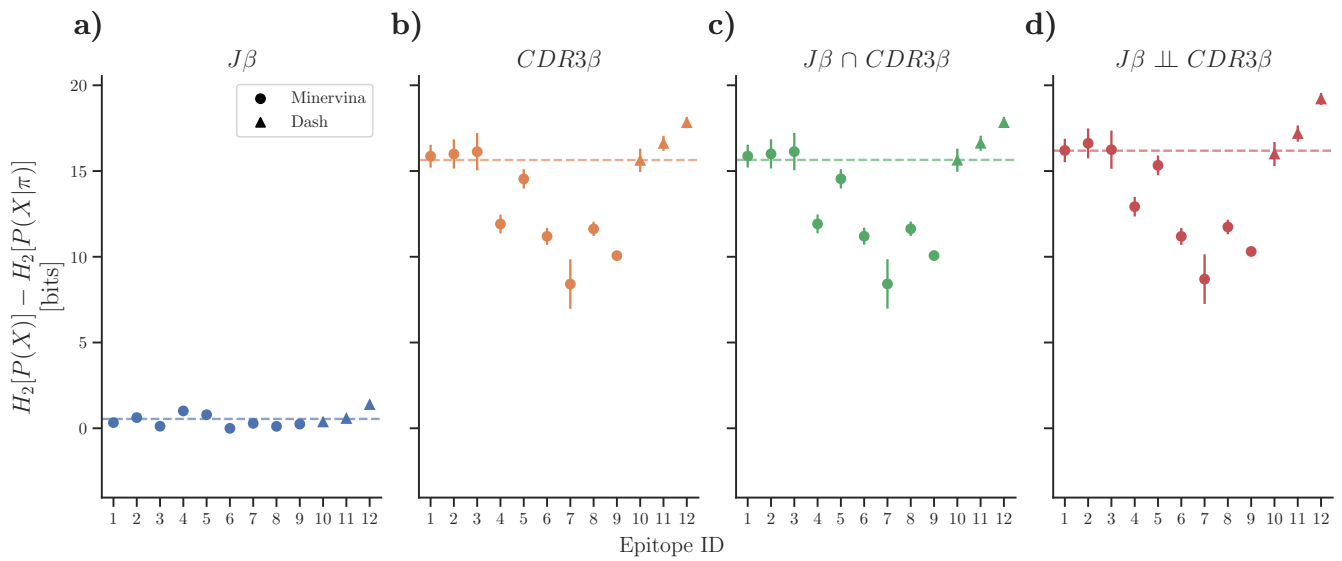 a) b) c) d)
Jβ CDR3β Jβ ∩ CDR3β Jβ ⫫ CDR3β
Minervina
Dash
H₂[P(X)] − H₂[P(X|π)]
[bits]
20
15
10
5
0
1 2 3 4 5 6 7 8 9 10 11 12
1 2 3 4 5 6 7 8 9 10 11 12
1 2 3 4 5 6 7 8 9 10 11 12
1 2 3 4 5 6 7 8 9 10 11 12
Epitope ID